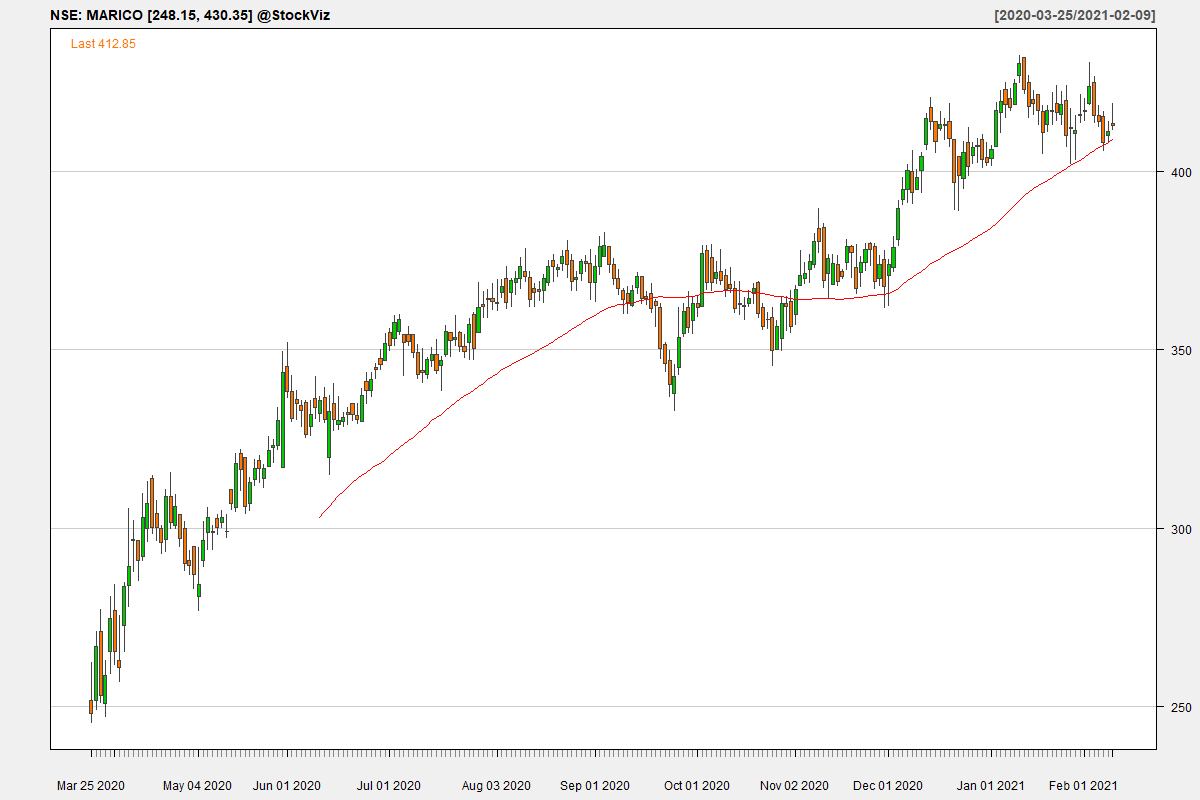 NSE: MARICO [248.15, 430.35] @StockViz
[2020-03-25/2021-02-09]
Last 412.85
400
350
300
250
Mar 25 2020
May 04 2020
Jun 01 2020
Jul 01 2020
Aug 03 2020
Sep 01 2020
Oct 01 2020
Nov 02 2020
Dec 01 2020
Jan 01 2021
Feb 01 2021